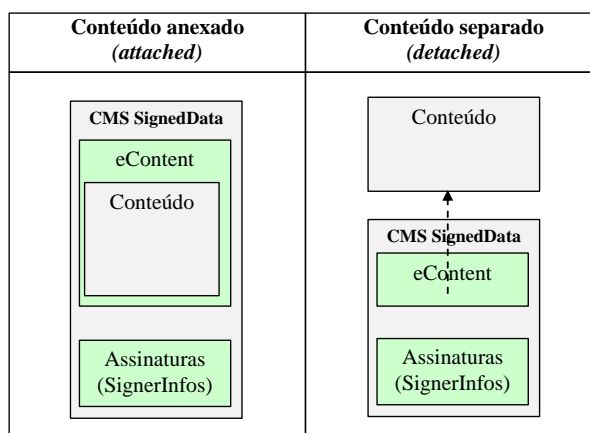 Conteúdo anexado
(attached)
Conteúdo separado
(detached)
CMS SignedData
eContent
Conteúdo
Assinaturas
(SignerInfos)
Conteúdo
CMS SignedData
eContent
Assinaturas
(SignerInfos)